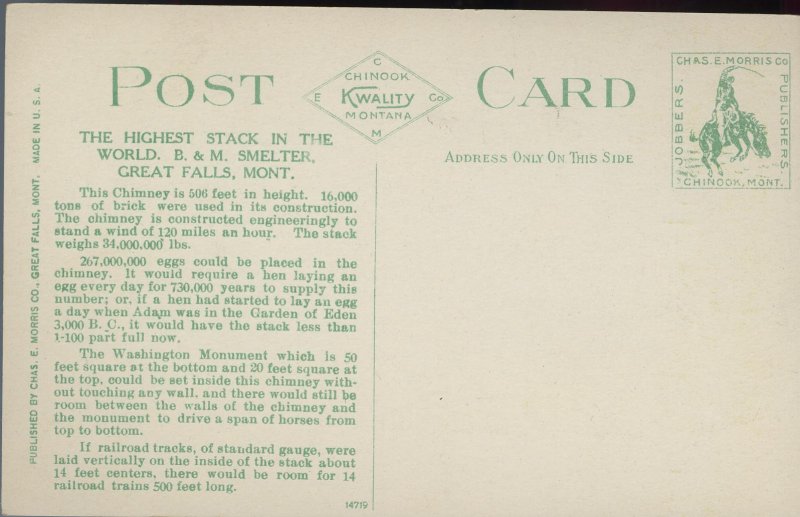 POST CARD
C
CHINOOK
E KWALITY Co
MONTANA
M
CHAS. E. MORRIS CO
JOBBERS.
PUBLISHERS.
CHINOOK, MONT.
ADDRESS ONLY ON THIS SIDE
THE HIGHEST STACK IN THE
WORLD. B. & M. SMELTER,
GREAT FALLS, MONT.
This Chimney is 506 feet in height. 16,000
tons of brick were used in its construction.
The chimney is constructed engineeringly to
stand a wind of 120 miles an hour. The stack
weighs 34,000,000 lbs.
267,000,000 eggs could be placed in the
chimney. It would require a hen laying an
egg every day for 730,000 years to supply this
number; or, if a hen had started to lay an egg
a day when Adam was in the Garden of Eden
3,000 B. C., it would have the stack less than
1-100 part full now.
The Washington Monument which is 50
feet square at the bottom and 20 feet square at
the top, could be set inside this chimney with-
out touching any wall, and there would still be
room between the walls of the chimney and
the monument to drive a span of horses from
top to bottom.
If railroad tracks, of standard gauge, were
laid vertically on the inside of the stack about
14 feet centers, there would be room for 14
railroad trains 500 feet long.
14719
PUBLISHED BY CHAS. E. MORRIS CO., GREAT FALLS, MONT. MADE IN U. S. A.